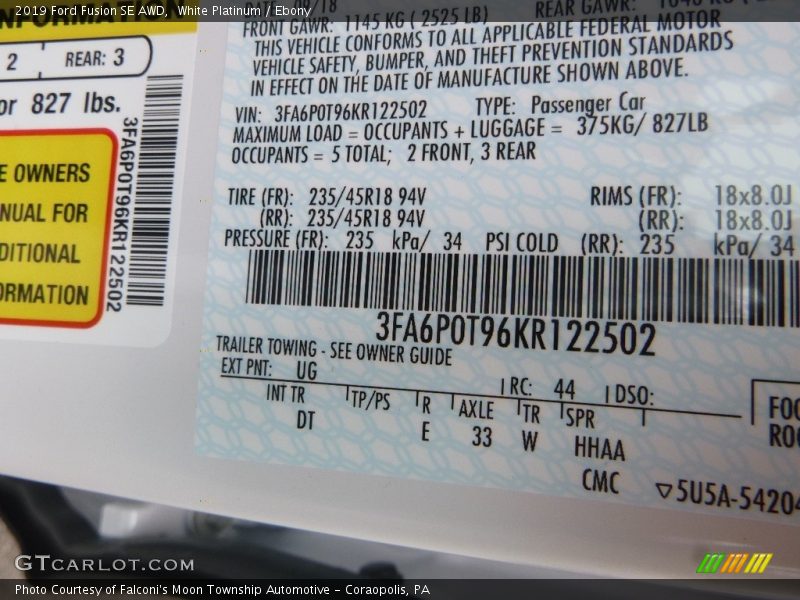 2019 Ford Fusion SE AWD, White Platinum / Ebony
FRONT GAWR: 1145 KG ( 2525 LB) REAR GAWR:
THIS VEHICLE CONFORMS TO ALL APPLICABLE FEDERAL MOTOR
VEHICLE SAFETY, BUMPER, AND THEFT PREVENTION STANDARDS
IN EFFECT ON THE DATE OF MANUFACTURE SHOWN ABOVE.
VIN: 3FA6P0T96KR122502 TYPE: Passenger Car
MAXIMUM LOAD = OCCUPANTS + LUGGAGE = 375KG/ 827LB
OCCUPANTS = 5 TOTAL; 2 FRONT, 3 REAR
TIRE (FR): 235/45R18 94V RIMS (FR): 18x8.0J
(RR): 235/45R18 94V (RR): 18x8.0J
PRESSURE (FR): 235 kPa/ 34 PSI COLD (RR): 235 kPa/ 34
3FA6P0T96KR122502
TRAILER TOWING - SEE OWNER GUIDE
EXT PNT: UG RC: 44 DSO:
INT TR TP/PS R AXLE TR SPR
DT E 33 W HHAA
CMC ▽5U5A-54204
FOO
ROU
2 REAR: 3
or 827 lbs.
E OWNERS
NUAL FOR
DITIONAL
ORMATION
3FA6P0T96KR122502
GTCARLOT.COM
Photo Courtesy of Falconi's Moon Township Automotive – Coraopolis, PA